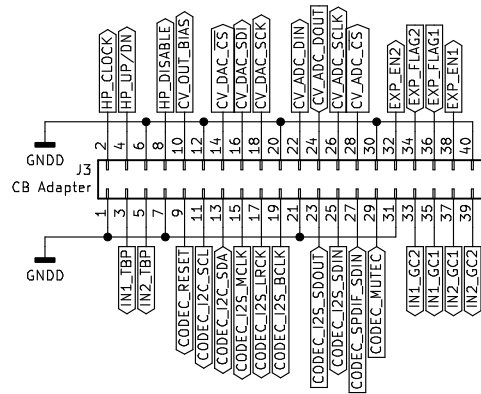 HP_CLOCK
HP_UP/DN
HP_DISABLE
CV_OUT_BIAS
CV_DAC_CS
CV_DAC_SDI
CV_DAC_SCK
CV_ADC_DIN
CV_ADC_DOUT
CV_ADC_SCLK
CV_ADC_CS
EXP_EN2
EXP_FLAG2
EXP_FLAG1
EXP_EN1
GNDD
2
4
6
8
10
12
14
16
18
20
22
24
26
28
30
32
34
36
38
40
J3
CB Adapter
1
3
5
7
9
11
13
15
17
19
21
23
25
27
29
31
33
35
37
39
GNDD
IN1_TBP
IN2_TBP
CODEC_RESET
CODEC_I2C_SCL
CODEC_I2C_SDA
CODEC_I2S_MCLK
CODEC_I2S_LRCK
CODEC_I2S_BCLK
CODEC_I2S_SDOUT
CODEC_I2S_SDIN
CODEC_SPDIF_SDIN
CODEC_MUTEC
IN1_GC2
IN1_GC1
IN2_GC1
IN2_GC2